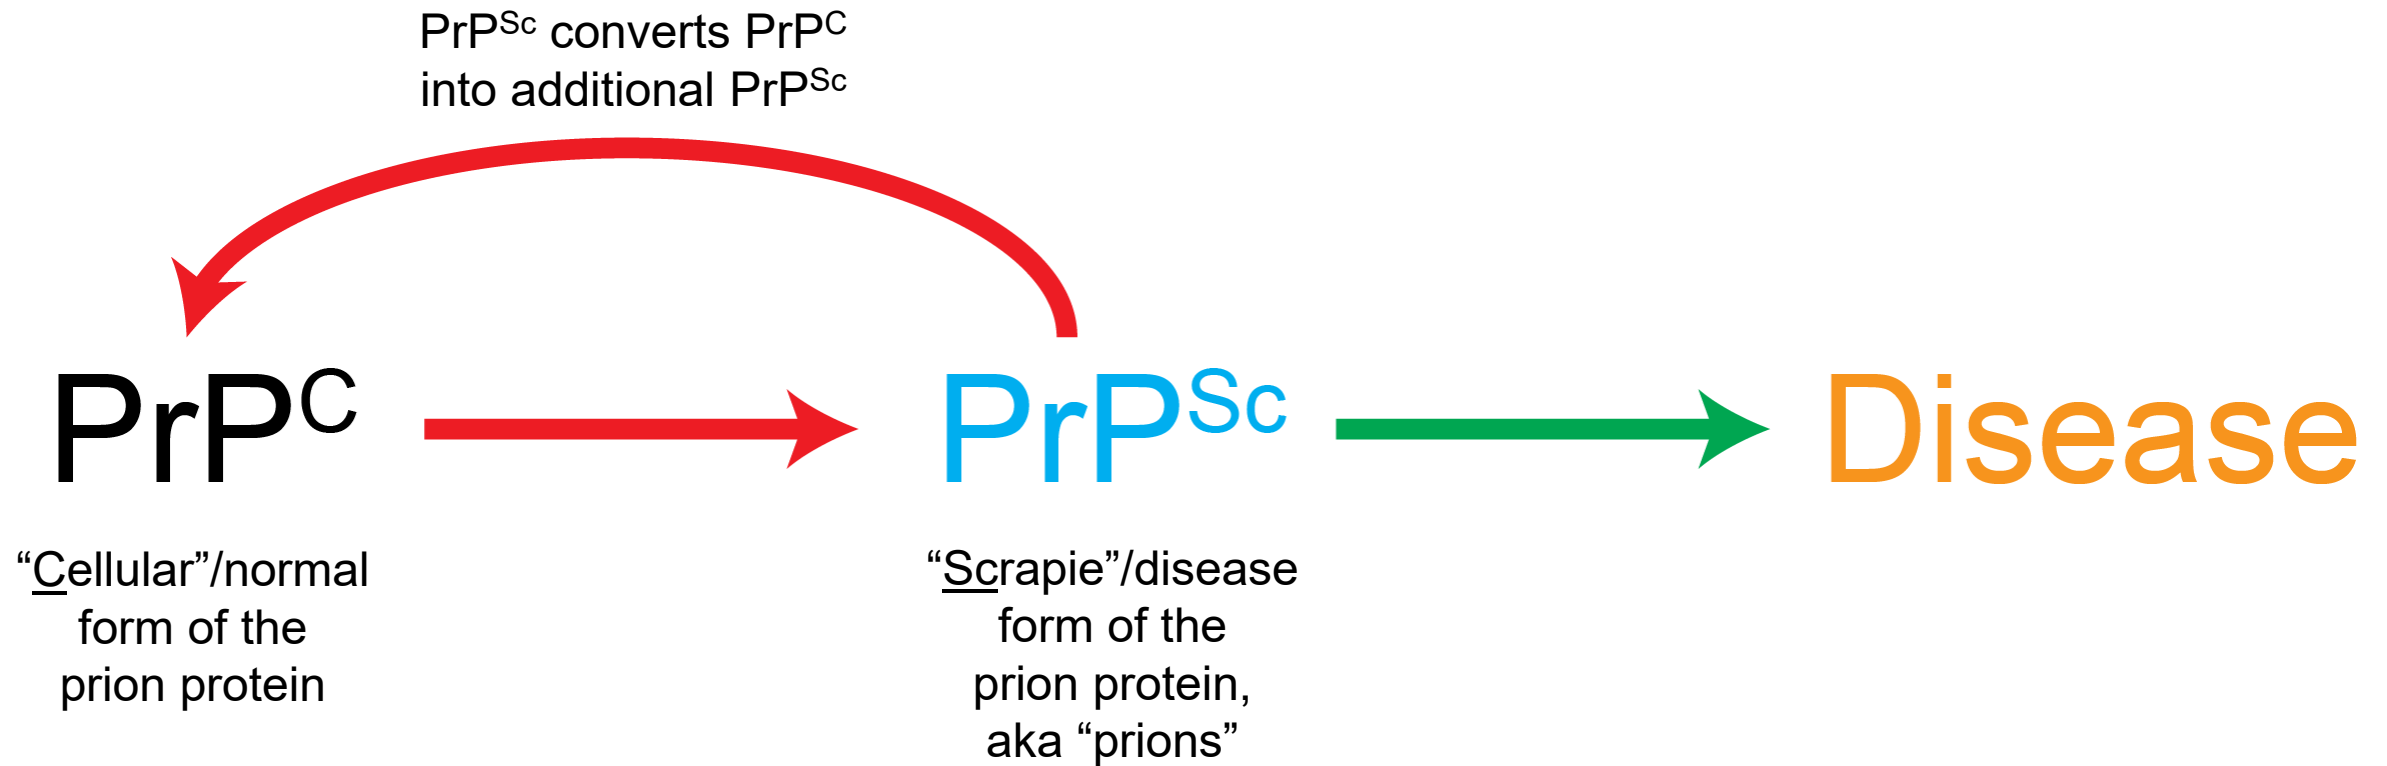 PrPSc converts PrPC
into additional PrPSc
PrPC
PrPSc
Disease
“Cellular”/normal
form of the
prion protein
“Scrapie”/disease
form of the
prion protein,
aka “prions”